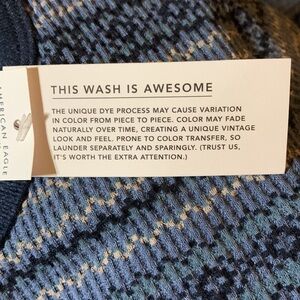 THIS WASH IS AWESOME
THE UNIQUE DYE PROCESS MAY CAUSE VARIATION
IN COLOR FROM PIECE TO PIECE. COLOR MAY FADE
NATURALLY OVER TIME, CREATING A UNIQUE VINTAGE
LOOK AND FEEL. PRONE TO COLOR TRANSFER, SO
LAUNDER SEPARATELY AND SPARINGLY. (TRUST US,
IT'S WORTH THE EXTRA ATTENTION.)
AMERICAN EAGLE